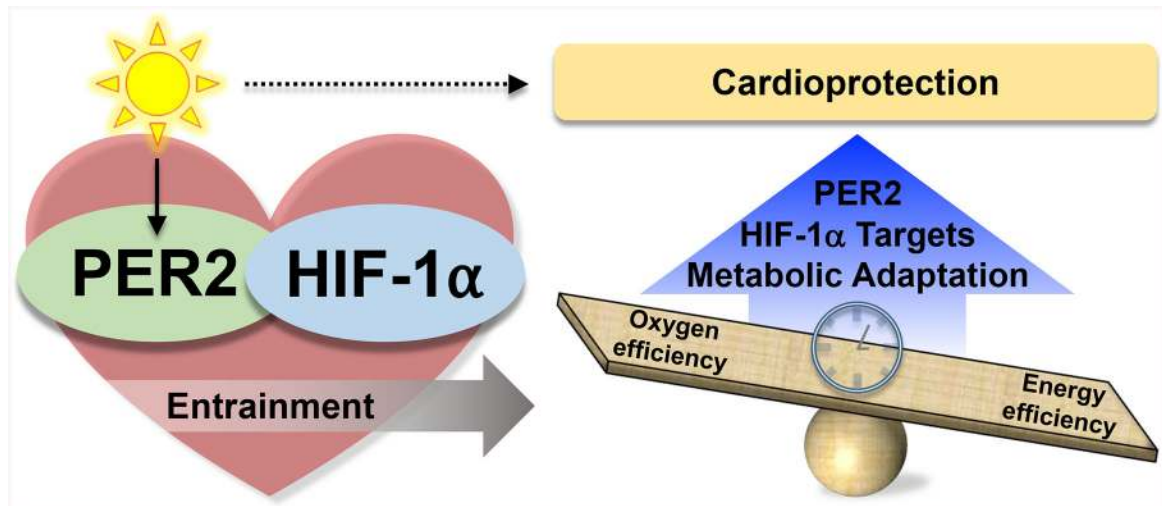 Cardioprotection
PER2
HIF-1α
Entrainment
PER2
HIF-1α Targets
Metabolic Adaptation
Oxygen
efficiency
Energy
efficiency